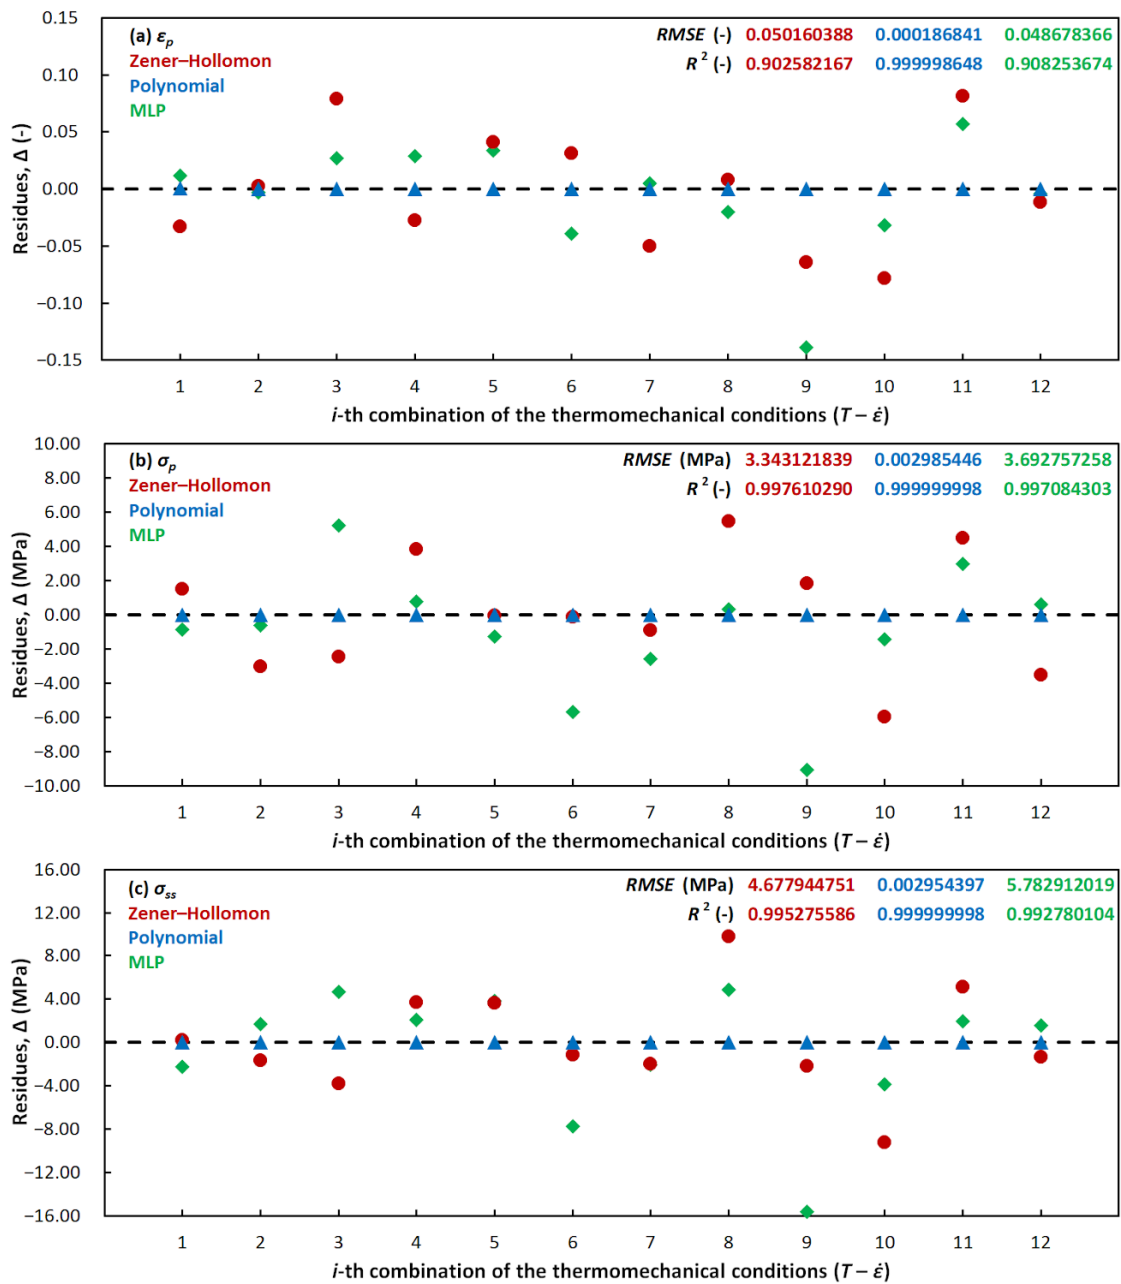 0.15
(a) εp
RMSE (-) 0.050160388 0.000186841 0.048678366
Zener–Hollomon
R 2 (-) 0.902582167 0.999998648 0.908253674
0.10
Polynomial
MLP
0.05
0.00
−0.05
−0.10
−0.15
Residues, Δ (-)
1 2 3 4 5 6 7 8 9 10 11 12
i-th combination of the thermomechanical conditions (T – ε̇)
10.00
(b) σp
RMSE (MPa) 3.343121839 0.002985446 3.692757258
8.00
Zener–Hollomon
R 2 (-) 0.997610290 0.999999998 0.997084303
Polynomial
6.00
MLP
4.00
2.00
0.00
−2.00
−4.00
−6.00
−8.00
−10.00
Residues, Δ (MPa)
1 2 3 4 5 6 7 8 9 10 11 12
i-th combination of the thermomechanical conditions (T – ε̇)
16.00
(c) σss
RMSE (MPa) 4.677944751 0.002954397 5.782912019
Zener–Hollomon
R 2 (-) 0.995275586 0.999999998 0.992780104
12.00
Polynomial
MLP
8.00
4.00
0.00
−4.00
−8.00
−12.00
−16.00
Residues, Δ (MPa)
1 2 3 4 5 6 7 8 9 10 11 12
i-th combination of the thermomechanical conditions (T – ε̇)